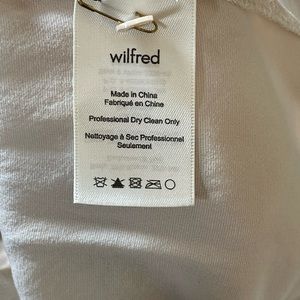 wilfred
Made in China
Fabriqué en Chine
Professional Dry Clean Only
Nettoyage à Sec Professionnel
Seulement